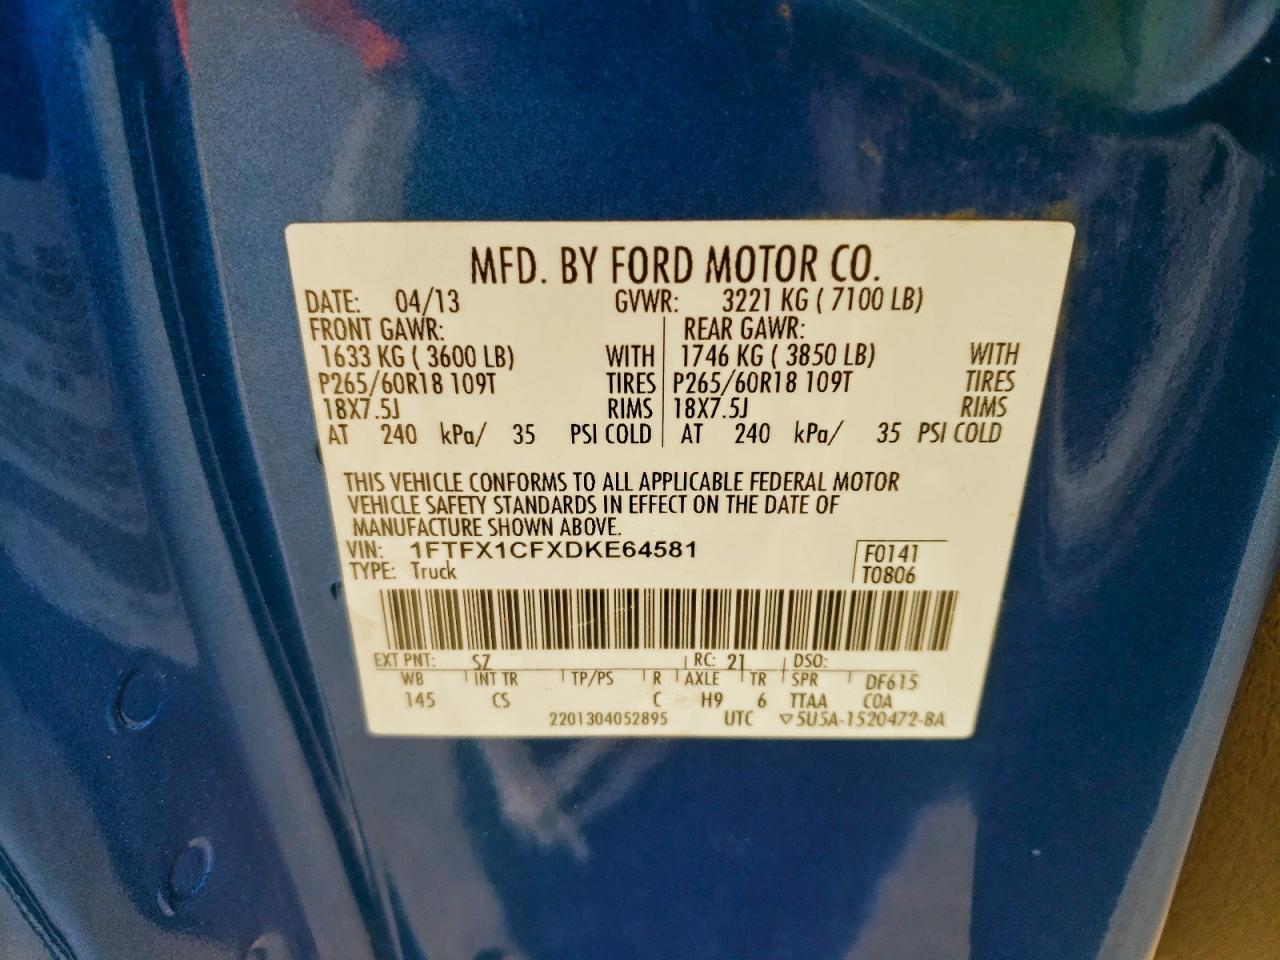 MFD. BY FORD MOTOR CO.
DATE: 04/13 GVWR: 3221 KG ( 7100 LB)
FRONT GAWR: REAR GAWR:
1633 KG ( 3600 LB) WITH 1746 KG ( 3850 LB) WITH
P265/60R18 109T TIRES P265/60R18 109T TIRES
18X7.5J RIMS 18X7.5J RIMS
AT 240 kPa/ 35 PSI COLD AT 240 kPa/ 35 PSI COLD
THIS VEHICLE CONFORMS TO ALL APPLICABLE FEDERAL MOTOR
VEHICLE SAFETY STANDARDS IN EFFECT ON THE DATE OF
MANUFACTURE SHOWN ABOVE.
VIN: 1FTFX1CFXDKE64581 F0141
TYPE: Truck T0806
EXT PNT: SZ RC: 21 DSO:
WB INT TR TP/PS R AXLE TR SPR DF615
145 CS C H9 6 TTAA COA
2201304052895 UTC ▽5U5A-1520472-BA